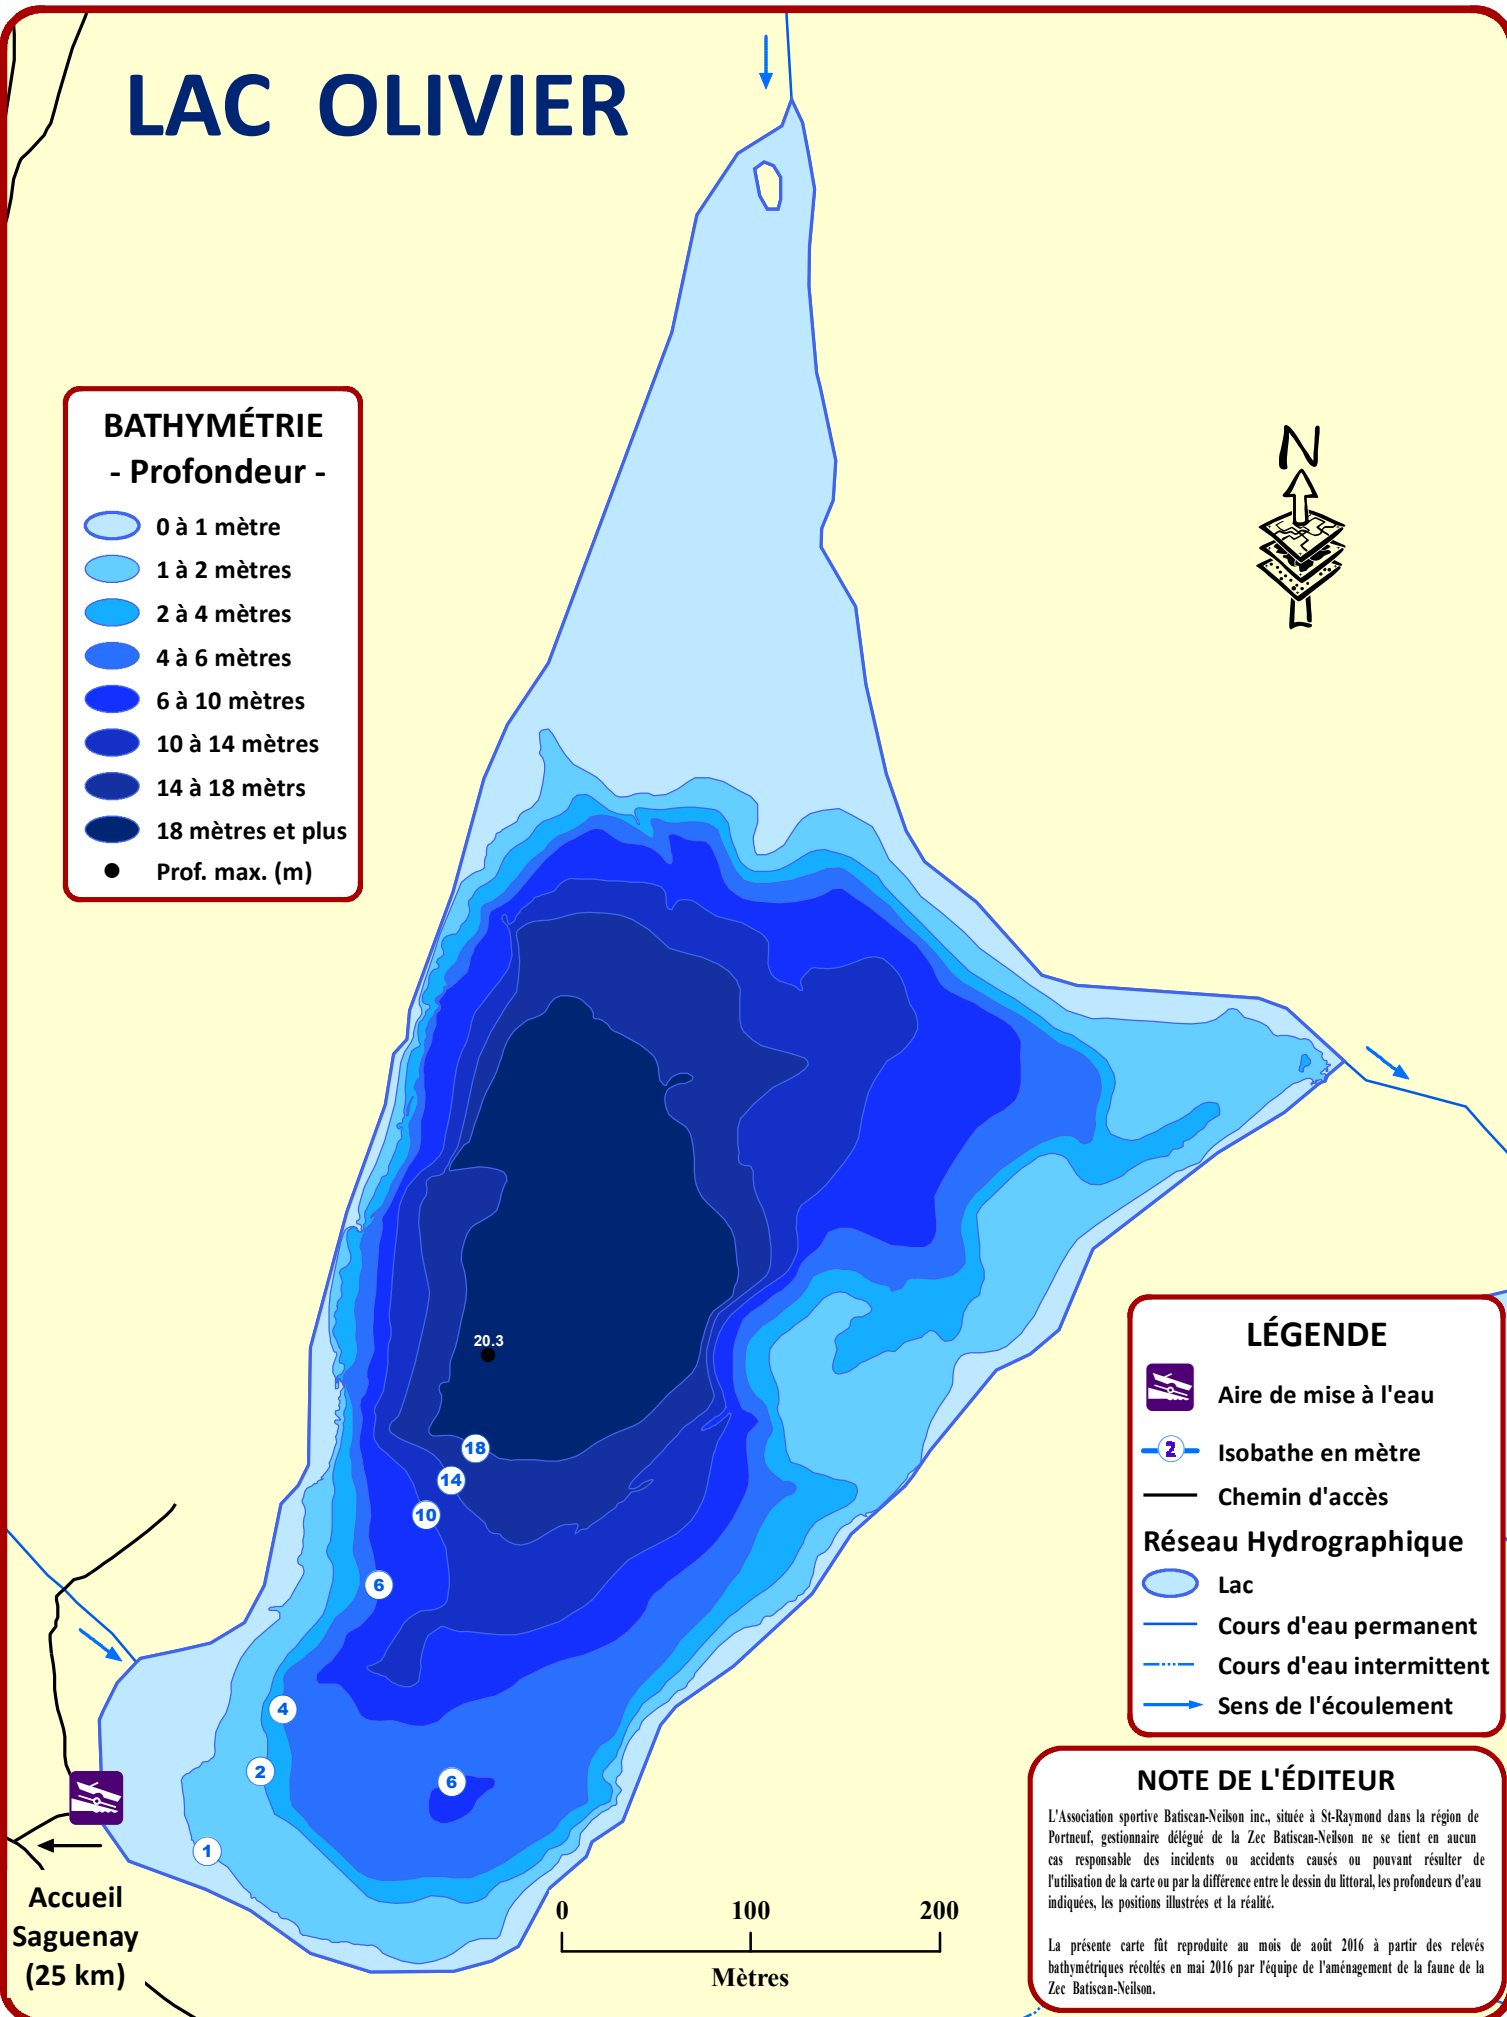 LAC OLIVIER
BATHYMÉTRIE
- Profondeur -
0 à 1 mètre
1 à 2 mètres
2 à 4 mètres
4 à 6 mètres
6 à 10 mètres
10 à 14 mètres
14 à 18 mètrs
18 mètres et plus
Prof. max. (m)
N
20.3
18
14
10
6
4
2
6
1
LÉGENDE
Aire de mise à l'eau
2 Isobathe en mètre
Chemin d'accès
Réseau Hydrographique
Lac
Cours d'eau permanent
Cours d'eau intermittent
Sens de l'écoulement
Accueil
Saguenay
(25 km)
0 100 200
Mètres
NOTE DE L'ÉDITEUR
L'Association sportive Batiscan-Neilson inc., située à St-Raymond dans la région de
Portneuf, gestionnaire délégué de la Zec Batiscan-Neilson ne se tient en aucun
cas responsable des incidents ou accidents causés ou pouvant résulter de
l'utilisation de la carte ou par la différence entre le dessin du littoral, les profondeurs d'eau
indiquées, les positions illustrées et la réalité.
La présente carte fût reproduite au mois de août 2016 à partir des relevés
bathymétriques récoltés en mai 2016 par l'équipe de l'aménagement de la faune de la
Zec Batiscan-Neilson.